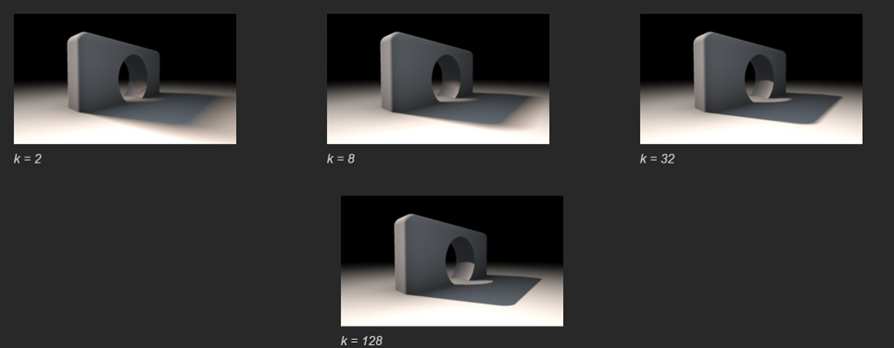 k = 2
k = 8
k = 32
k = 128